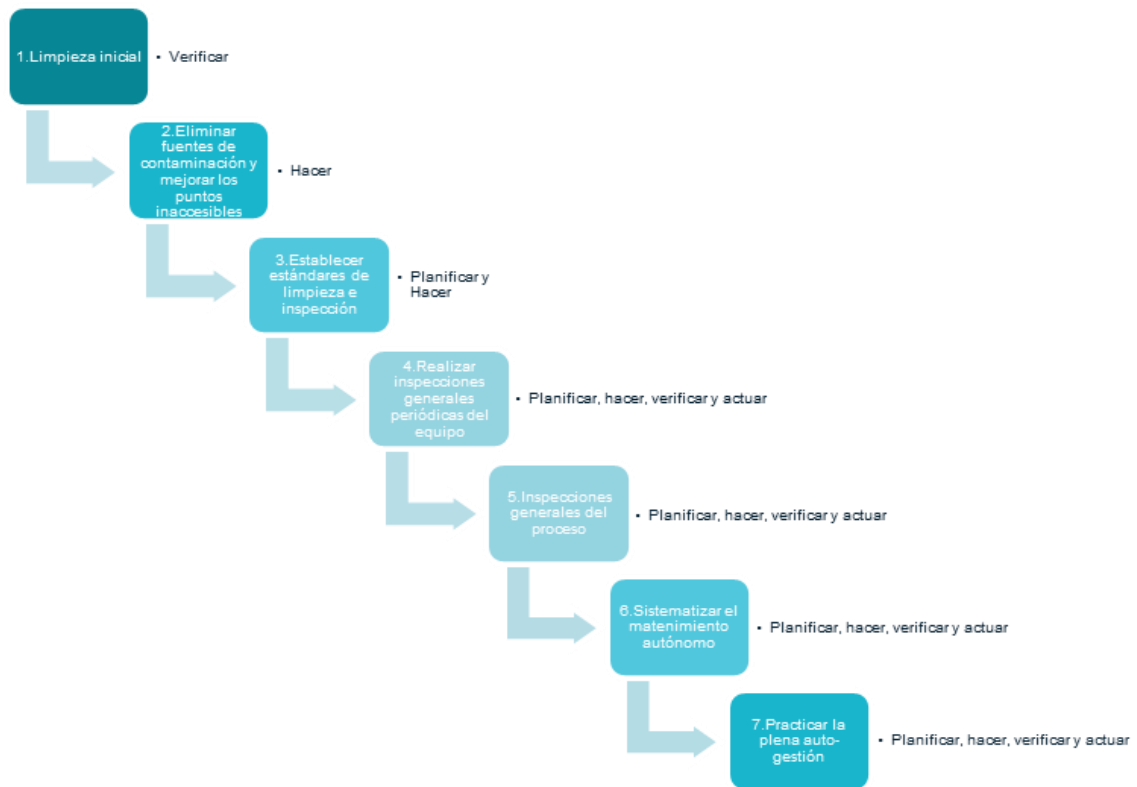 1.Limpieza inicial
• Verificar
2.Eliminar
fuentes de
contaminación y
mejorar los
puntos
inaccesibles
• Hacer
3.Establecer
estándares de
limpieza e
inspección
• Planificar y
Hacer
4.Realizar
inspecciones
generales
periódicas del
equipo
• Planificar, hacer, verificar y actuar
5.Inspecciones
generales del
proceso
• Planificar, hacer, verificar y actuar
6.Sistematizar el
matenimiento
autónomo
• Planificar, hacer, verificar y actuar
7.Practicar la
plena auto-
gestión
• Planificar, hacer, verificar y actuar